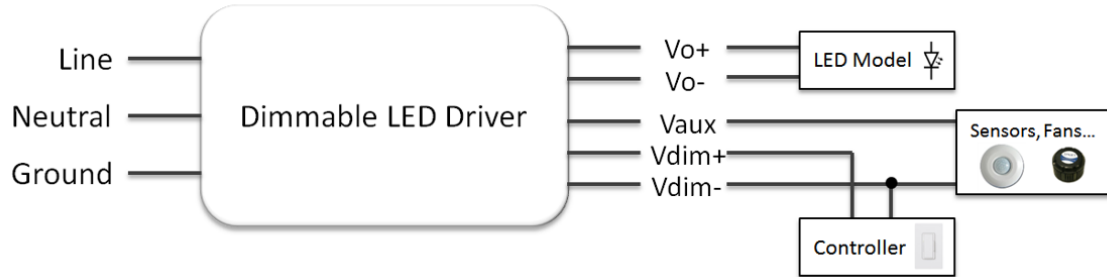 Line
Neutral
Ground
Dimmable LED Driver
Vo+
Vo-
Vaux
Vdim+
Vdim-
LED Model
Sensors, Fans...
Controller